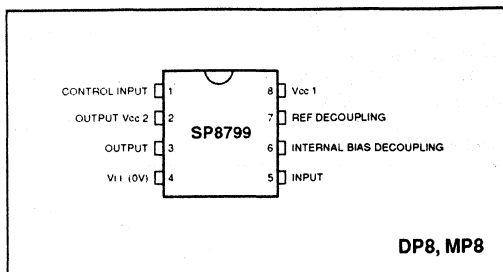 CONTROL INPUT 1
OUTPUT Vcc 2 2
OUTPUT 3
VEE (0V) 4
SP8799
8 Vcc 1
7 REF DECOUPLING
6 INTERNAL BIAS DECOUPLING
5 INPUT
DP8, MP8